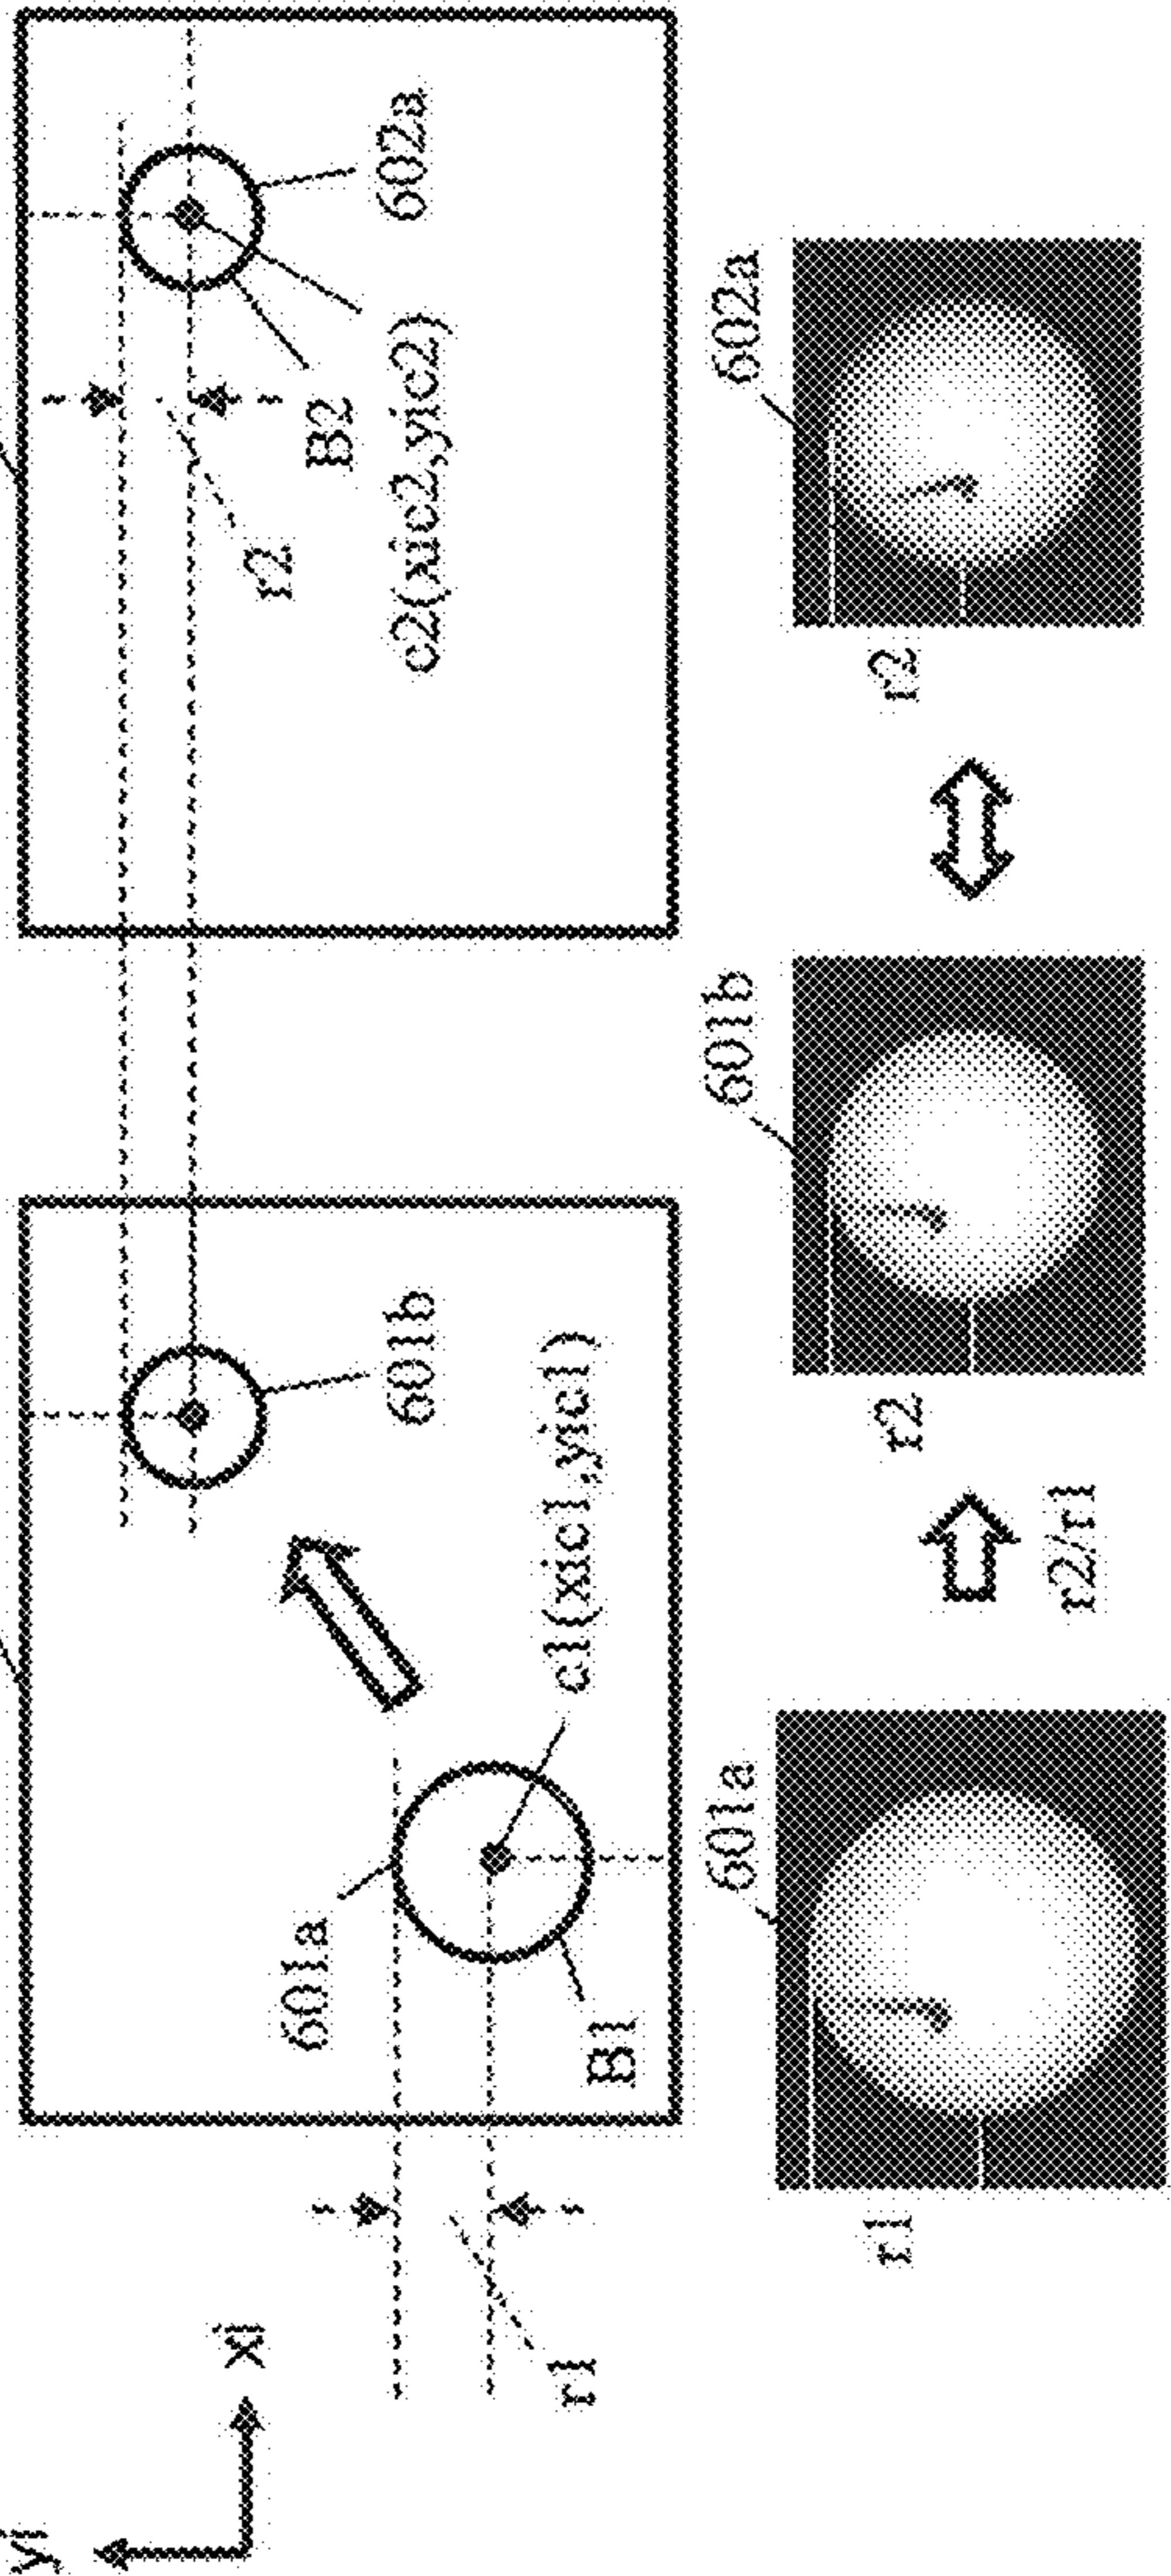 yi
xi
r1
601a
B1
c1(xic1,yic1)
601b
r2
B2
c2(xic2,yic2)
602a
r1
601a
r2/r1
r2
601b
r2
602a